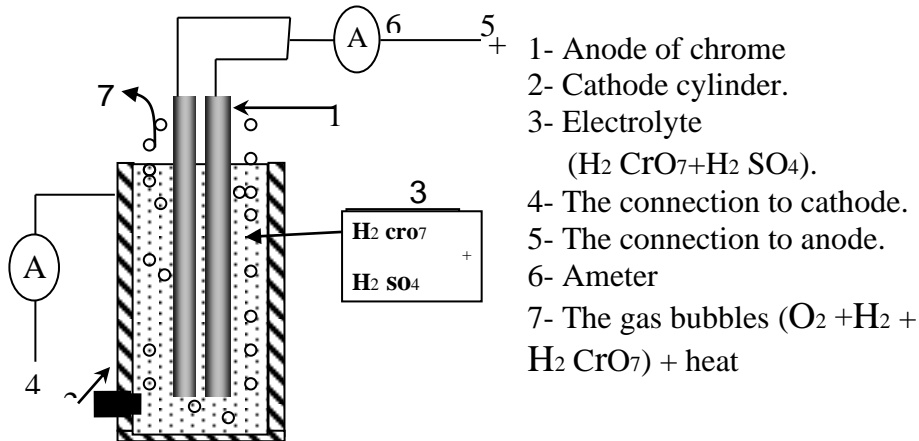 6
5
A
+
7
1
3
H2 cro7
+
H2 so4
A
4
1- Anode of chrome
2- Cathode cylinder.
3- Electrolyte
(H2 CrO7+H2 SO4).
4- The connection to cathode.
5- The connection to anode.
6- Ameter
7- The gas bubbles (O2 +H2 +
H2 CrO7) + heat